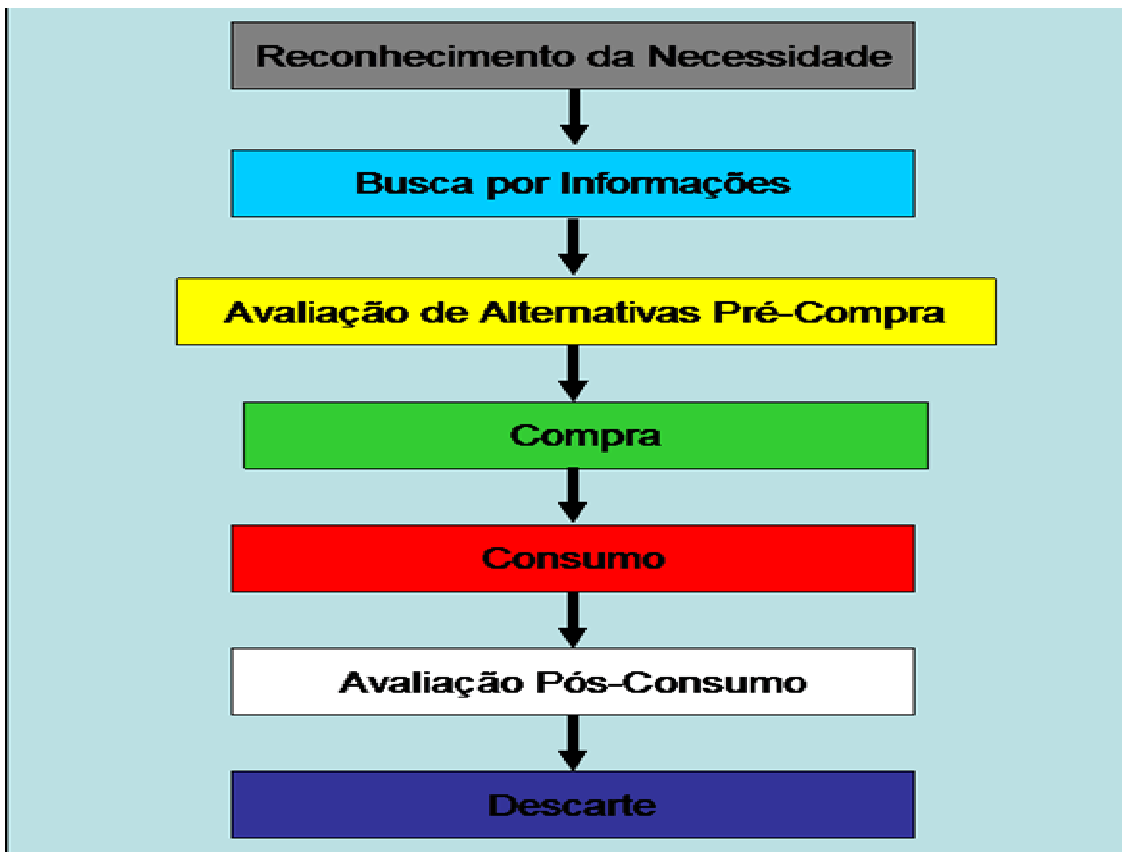 Reconhecimento da Necessidade
Busca por Informações
Avaliação de Alternativas Pré-Compra
Compra
Consumo
Avaliação Pós-Consumo
Descarte